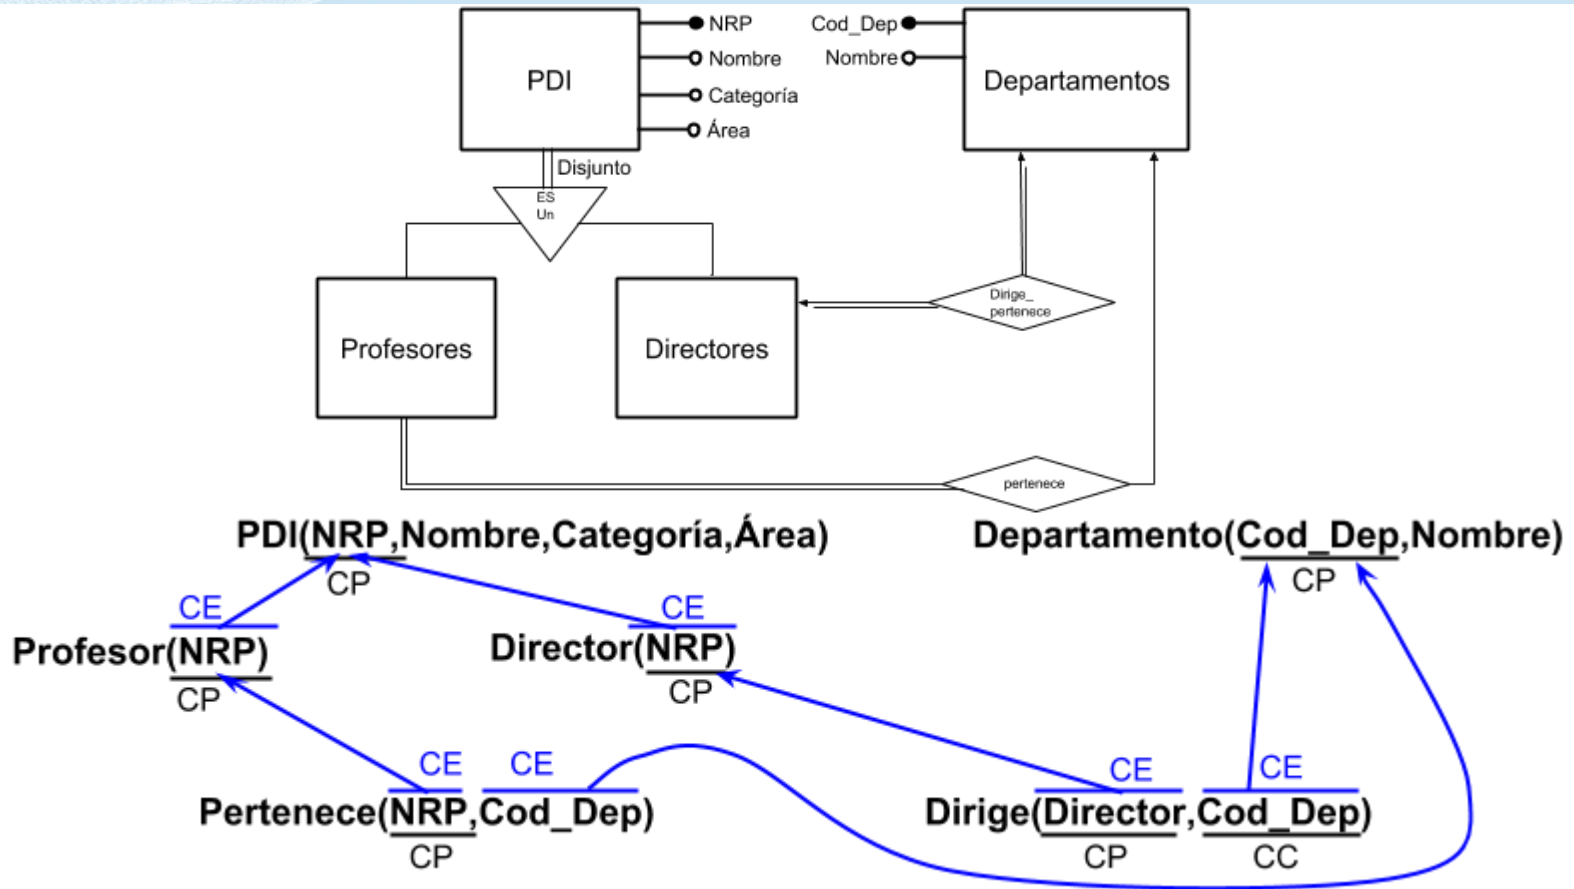 NRP
Cod_Dep
Nombre
Nombre
PDI
Departamentos
Categoría
Área
Disjunto
ES
Un
Dirige_
pertenece
Profesores
Directores
pertenece
PDI(NRP,Nombre,Categoría,Área)
Departamento(Cod_Dep,Nombre)
CP
CP
CE
CE
Profesor(NRP)
Director(NRP)
CP
CP
CE
CE
CE
CE
Pertenece(NRP,Cod_Dep)
Dirige(Director,Cod_Dep)
CP
CP
CC